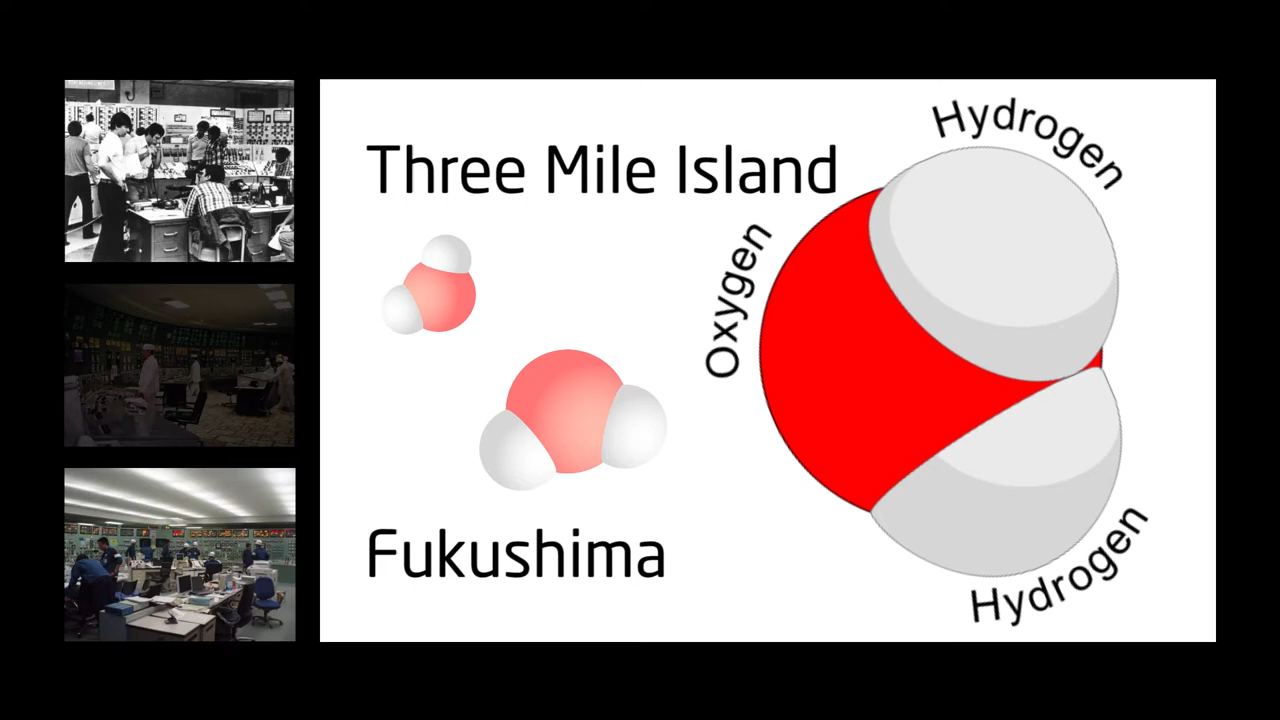 Three Mile Island
Hydrogen
Oxygen
Fukushima
Hydrogen